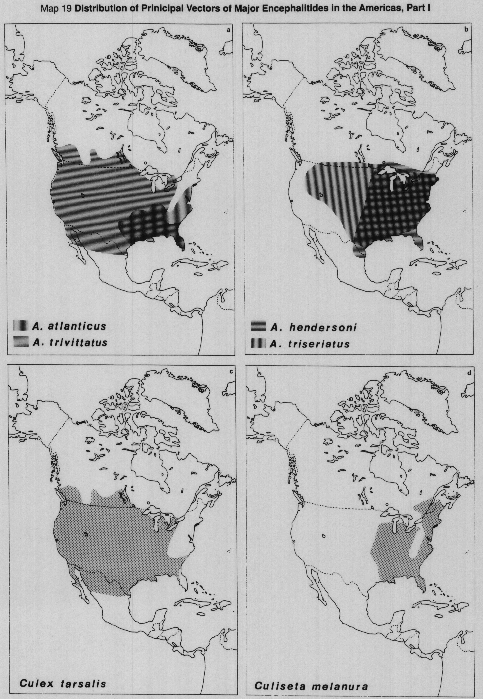 Map 19 Distribution of Prinicipal Vectors of Major Encephalitides in the Americas, Part I
a
b
A. atlanticus
A. trivittatus
A. hendersoni
A. triseriatus
c
d
Culex tarsalis
Culiseta melanura